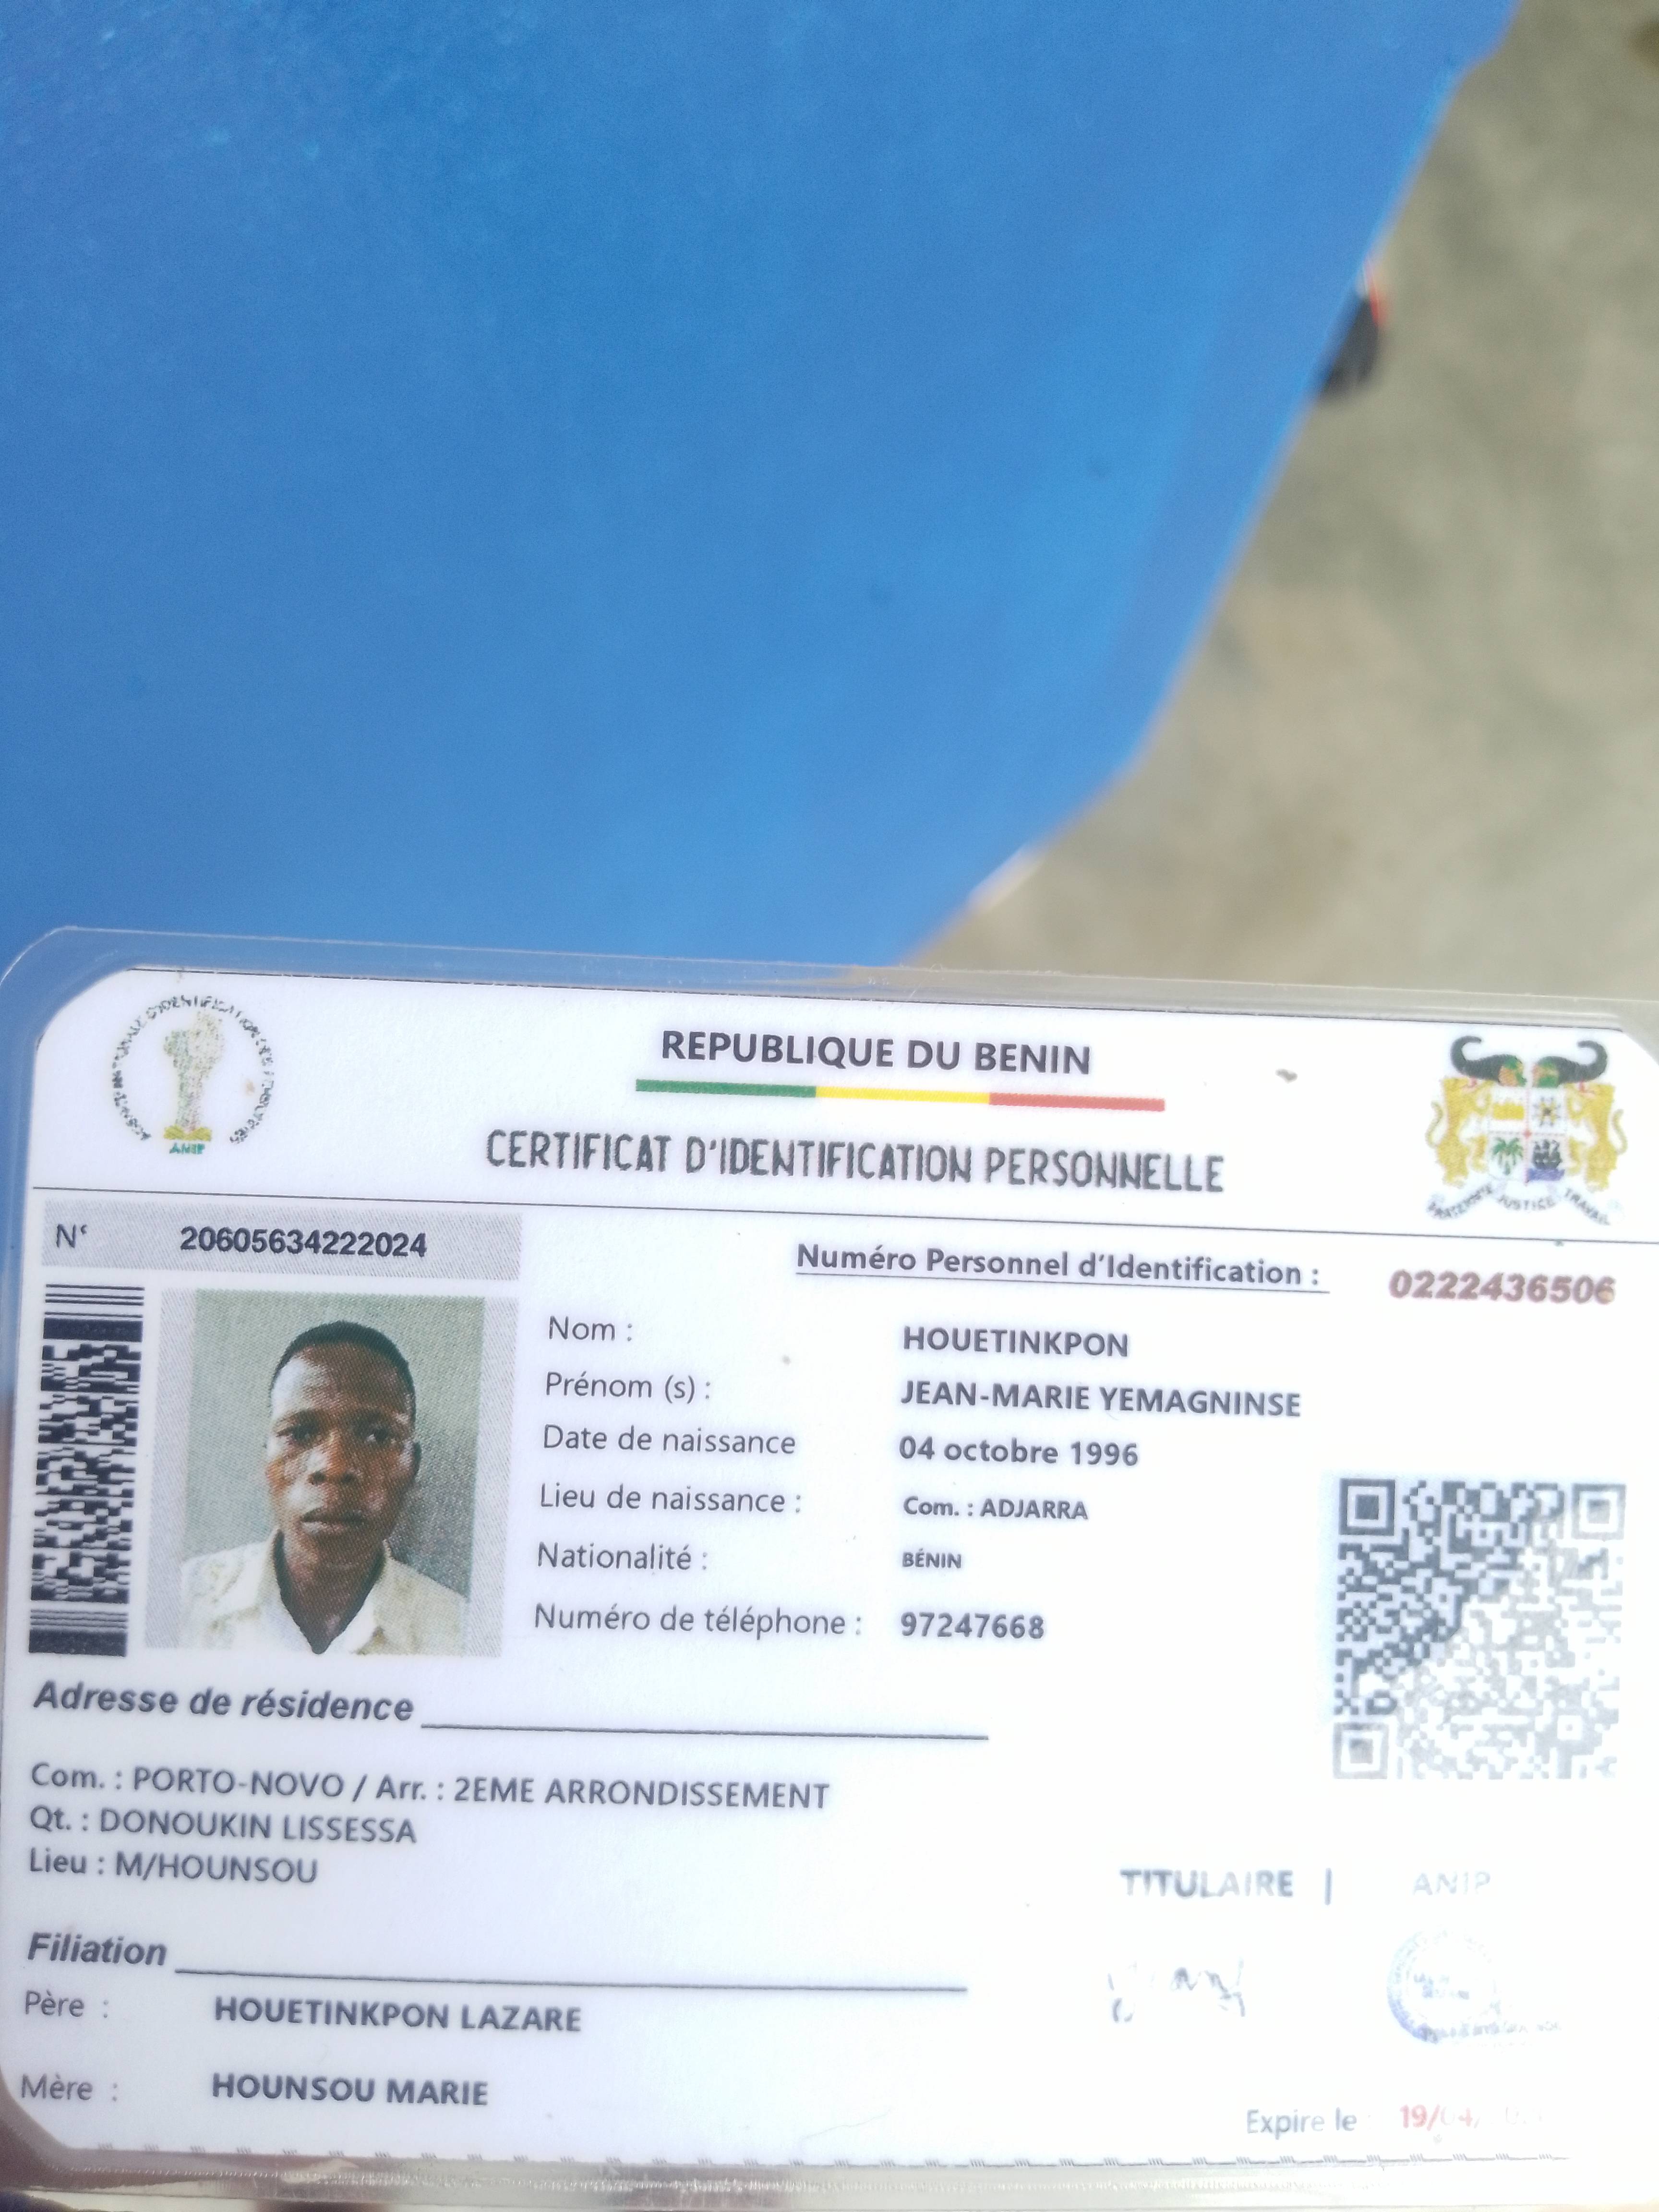 REPUBLIQUE DU BENIN
CERTIFICAT D'IDENTIFICATION PERSONNELLE
ANIP
FRATERNITE JUSTICE TRAVAIL
N° 20605634222024
Numéro Personnel d'Identification : 0222436506
Nom : HOUETINKPON
Prénom (s) : JEAN-MARIE YEMAGNINSE
Date de naissance 04 octobre 1996
Lieu de naissance : Com. : ADJARRA
Nationalité : BÉNIN
Numéro de téléphone : 97247668
Adresse de résidence
Com. : PORTO-NOVO / Arr. : 2EME ARRONDISSEMENT
Qt. : DONOUKIN LISSESSA
Lieu : M/HOUNSOU
TITULAIRE | ANIP
Filiation
Père : HOUETINKPON LAZARE
Mère : HOUNSOU MARIE
Expire le